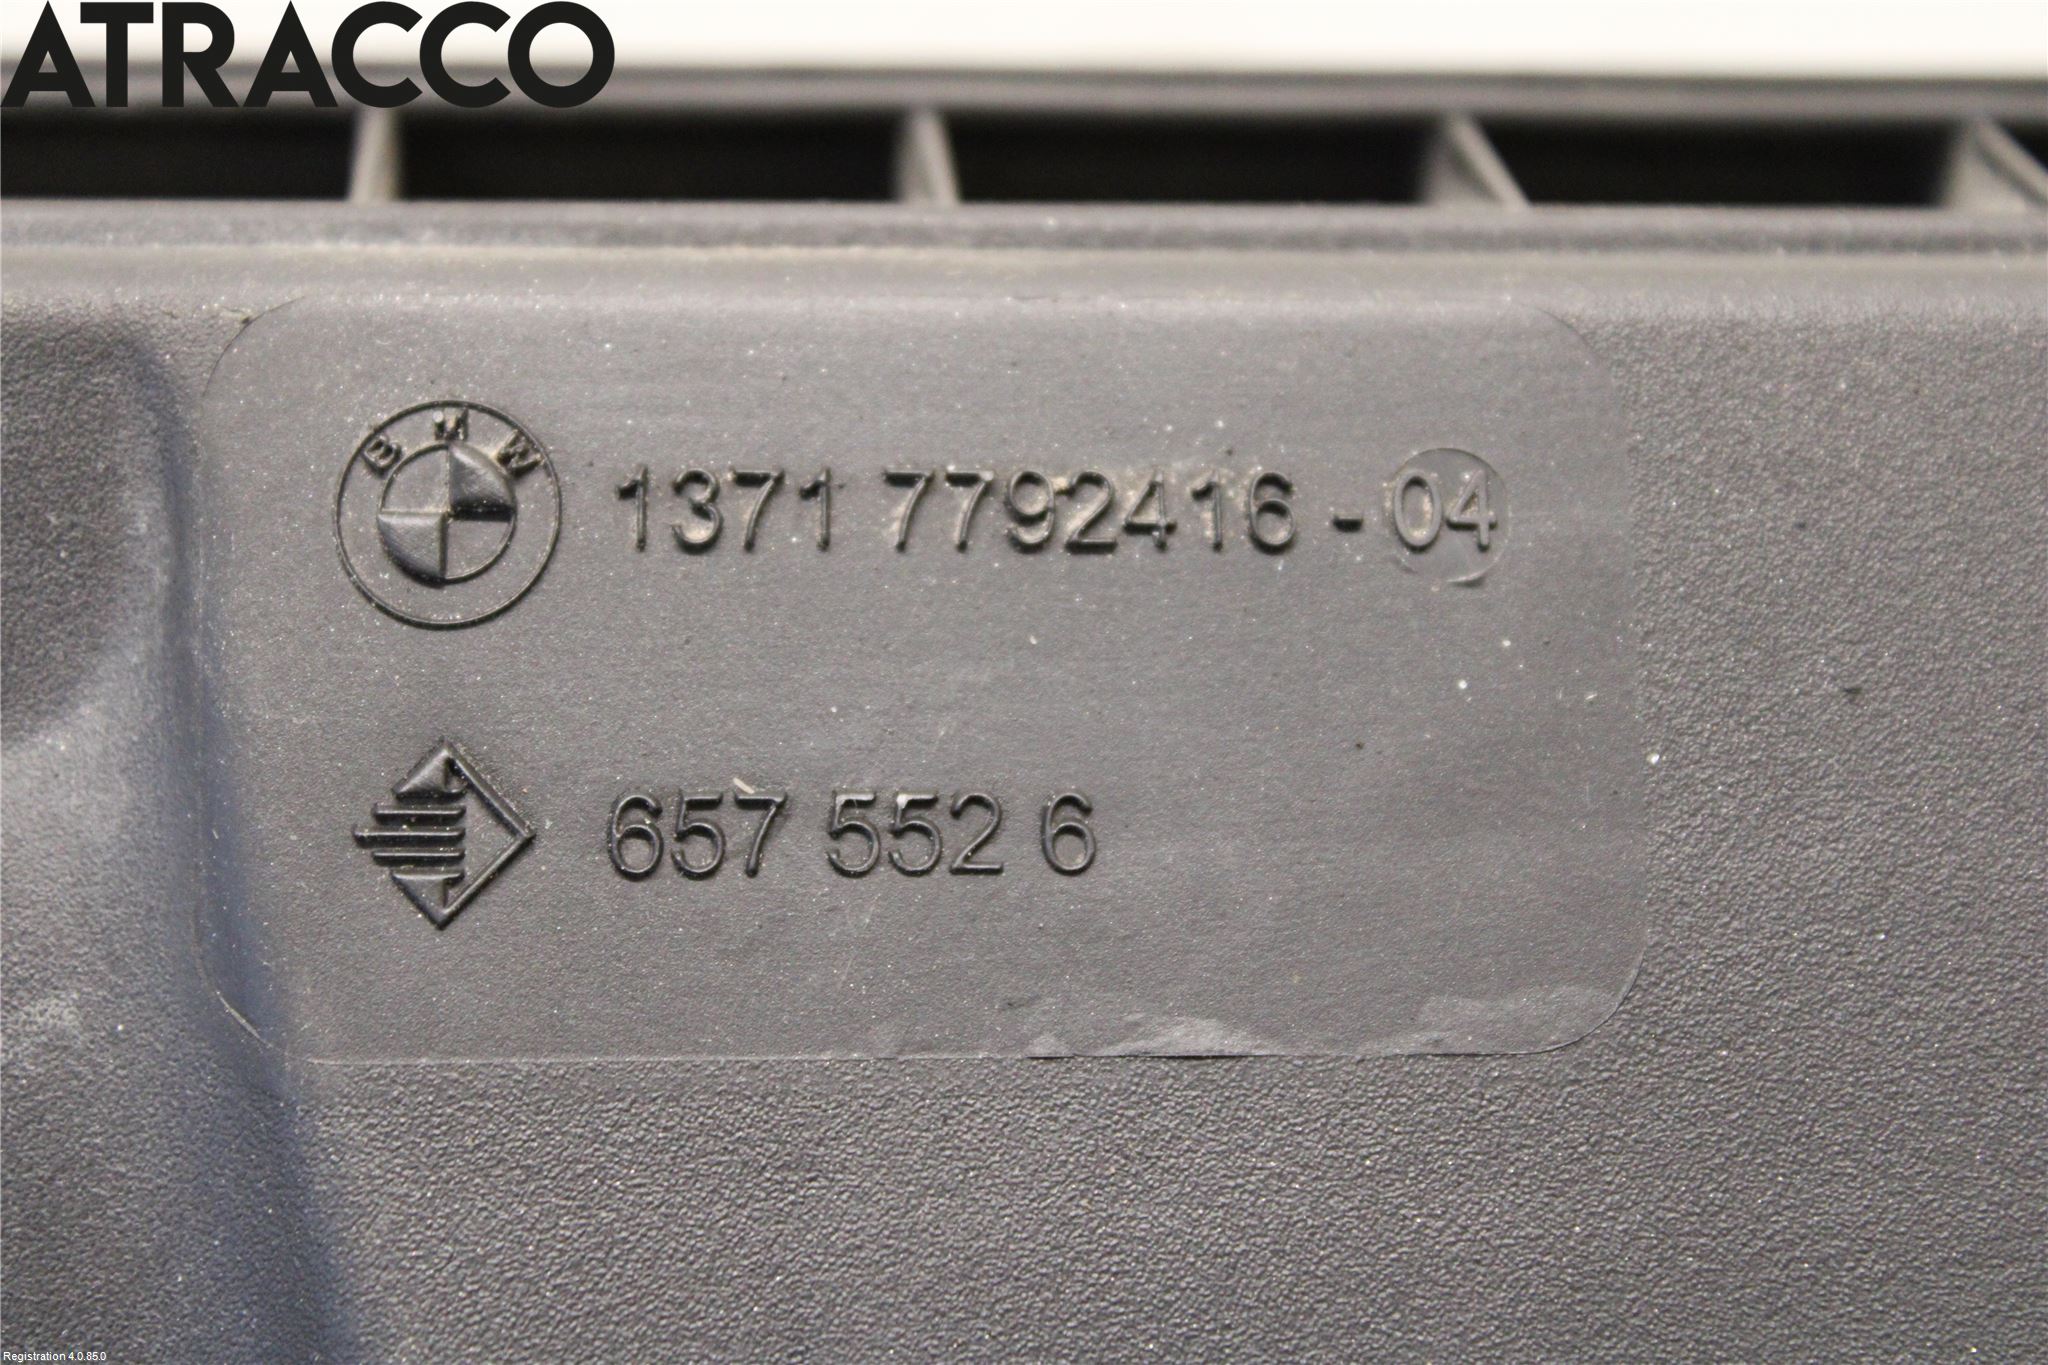 ATRACCO
BMW
1371 7792416 - 04
657 552 6
Registration 4.0.85.0